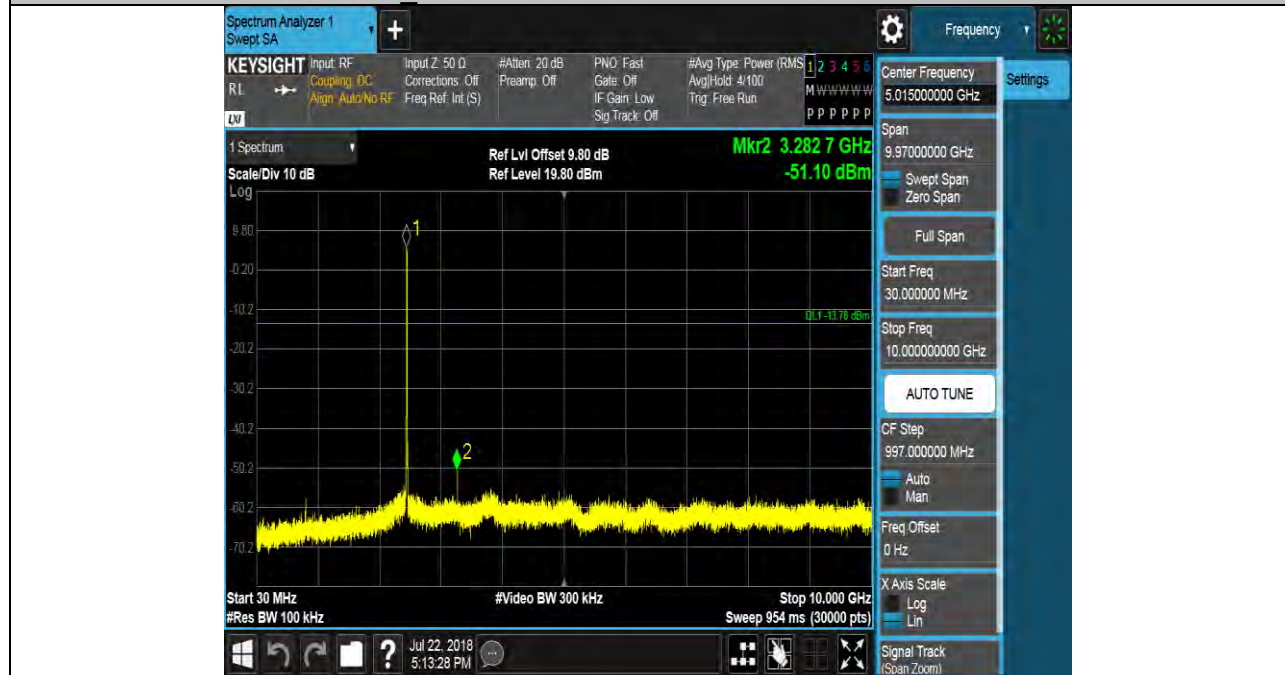 Spectrum Analyzer 1
Swept SA
+
Frequency
KEYSIGHT
RL
LXI
Input: RF
Coupling: DC
Align: Auto/No RF
Input Z: 50 Ω
Corrections: Off
Freq Ref: Int (S)
#Atten: 20 dB
Preamp: Off
PNO: Fast
Gate: Off
IF Gain: Low
Sig Track: Off
#Avg Type: Power (RMS
Avg|Hold: 4/100
Trig: Free Run
1 2 3 4 5 6
M W W W W W
P P P P P P
1 Spectrum
Scale/Div 10 dB
Log
Ref Lvl Offset 9.80 dB
Ref Level 19.80 dBm
Mkr2 3.282 7 GHz
-51.10 dBm
1
2
9.80
-0.20
-10.2
-20.2
-30.2
-40.2
-50.2
-60.2
-70.2
DL1 -13.78 dBm
Start 30 MHz
#Res BW 100 kHz
#Video BW 300 kHz
Stop 10.000 GHz
Sweep 954 ms (30000 pts)
?
Jul 22, 2018
5:13:28 PM
Center Frequency
5.015000000 GHz
Settings
Span
9.97000000 GHz
Swept Span
Zero Span
Full Span
Start Freq
30.000000 MHz
Stop Freq
10.000000000 GHz
AUTO TUNE
CF Step
997.000000 MHz
Auto
Man
Freq Offset
0 Hz
X Axis Scale
Log
Lin
Signal Track
(Span Zoom)